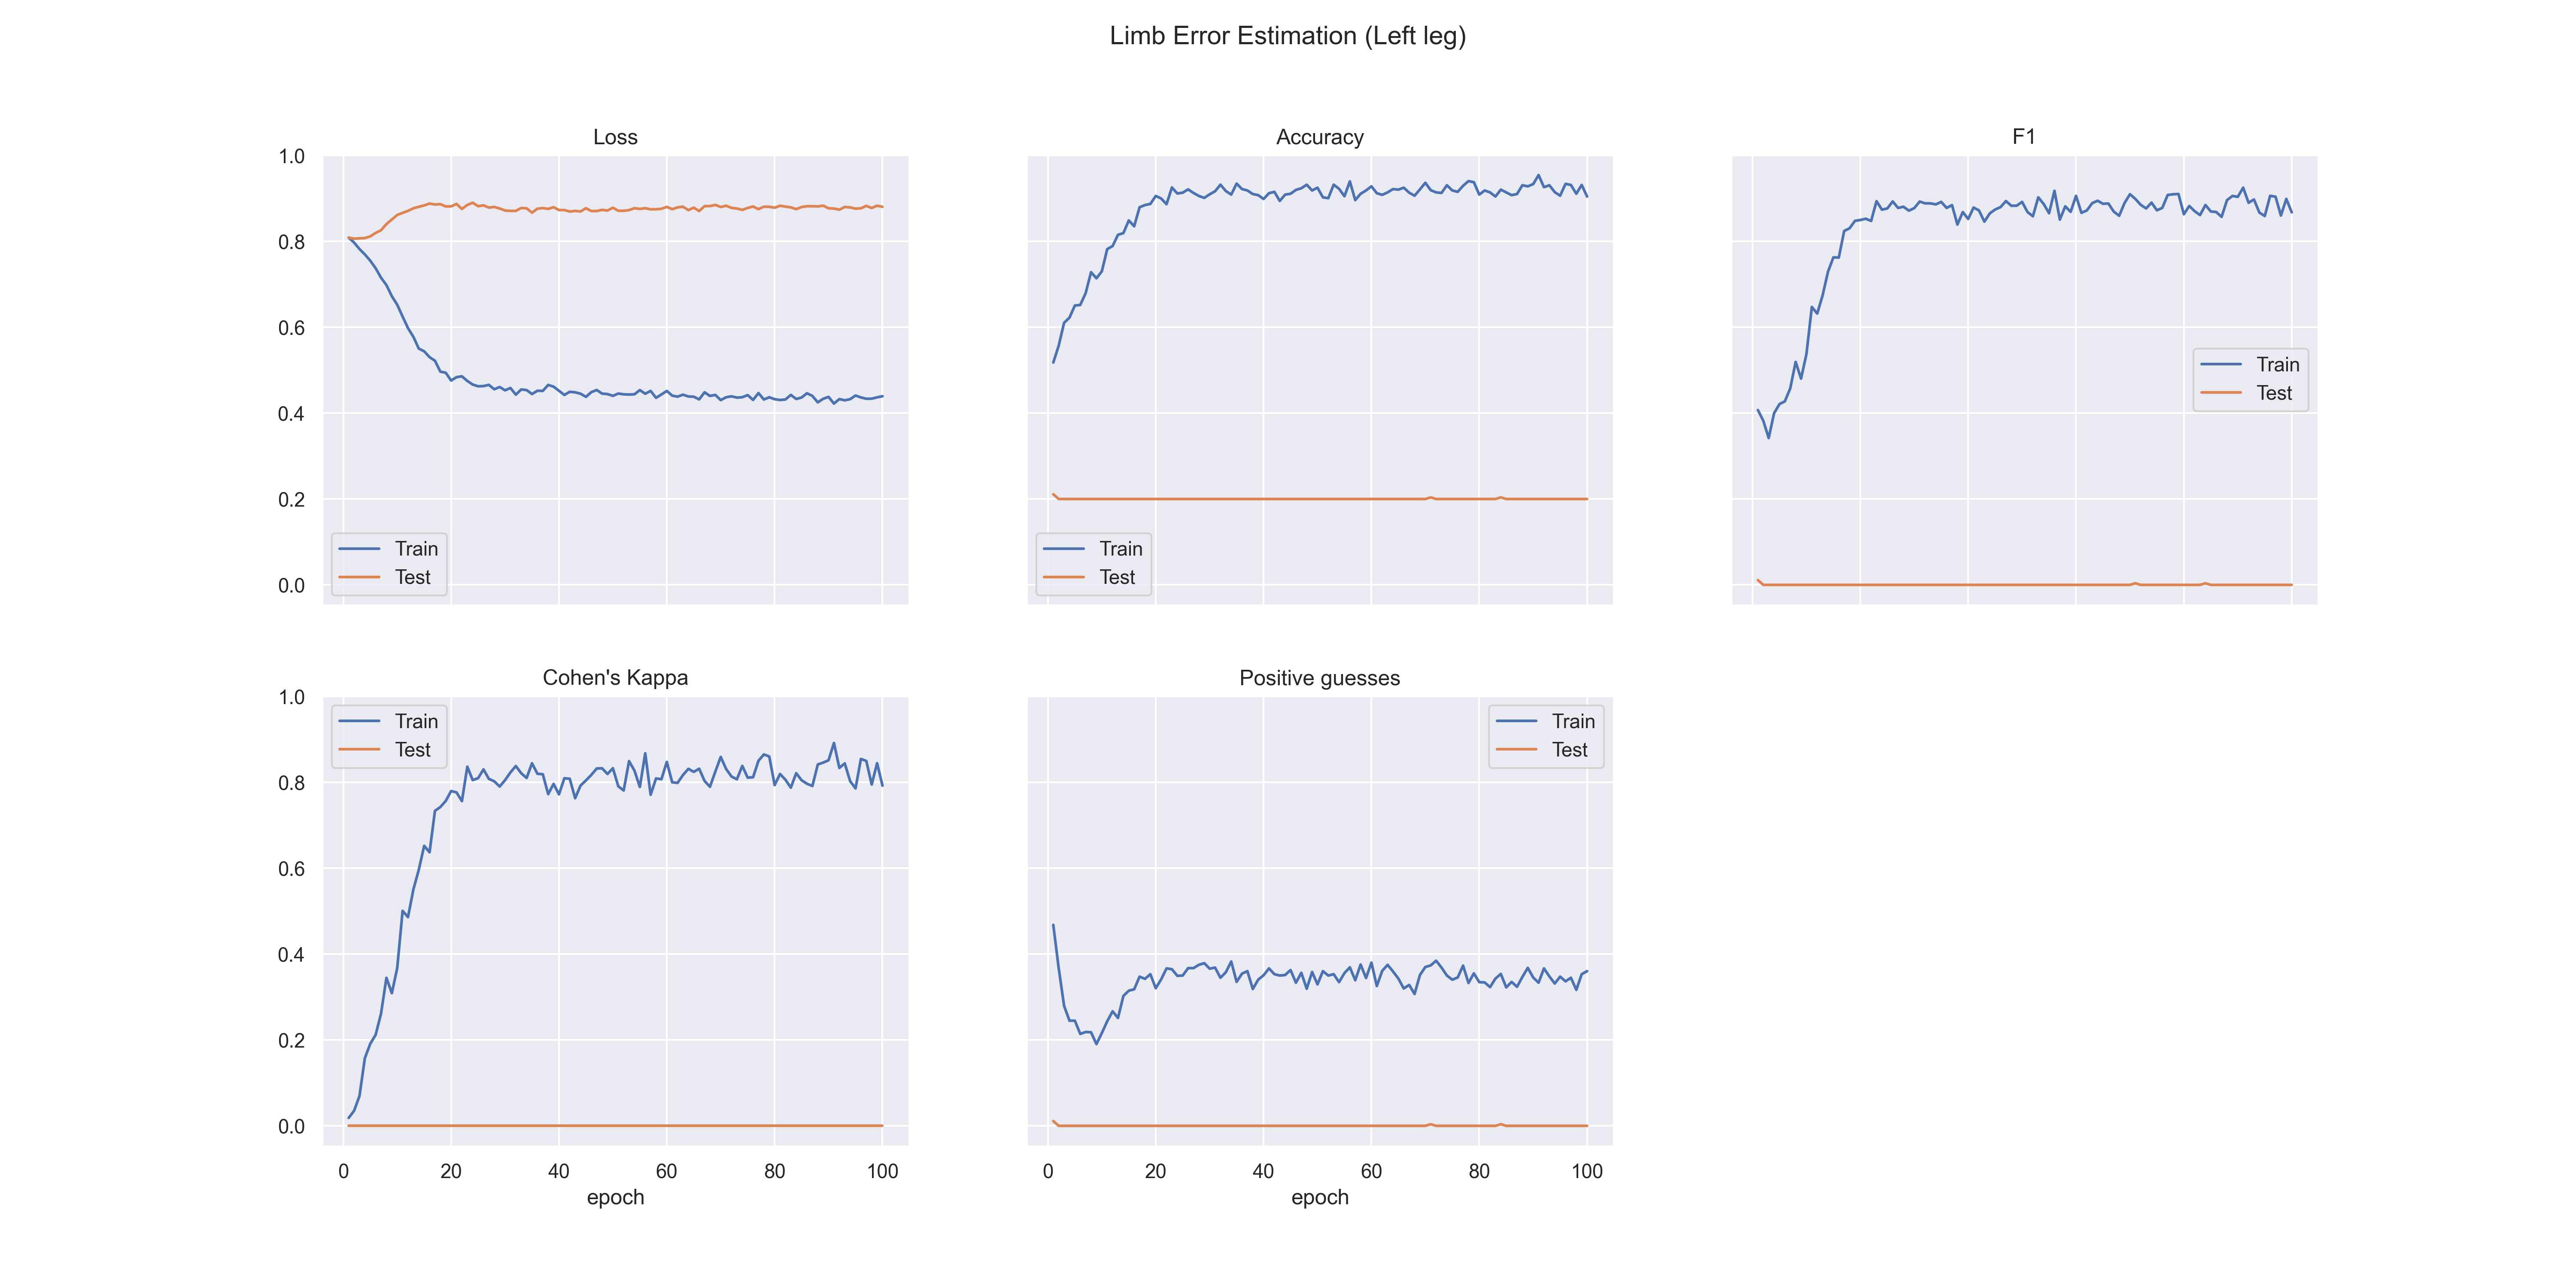 Limb Error Estimation (Left leg)
Loss
1.0
0.8
0.6
0.4
0.2
0.0
Train
Test
Accuracy
Train
Test
F1
Train
Test
Cohen's Kappa
1.0
0.8
0.6
0.4
0.2
0.0
Train
Test
0 20 40 60 80 100
epoch
Positive guesses
Train
Test
0 20 40 60 80 100
epoch